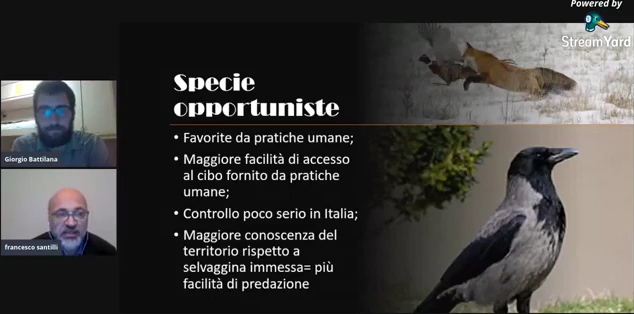 Powered by
StreamYard
Specie
opportuniste
• Favorite da pratiche umane;
• Maggiore facilità di accesso
al cibo fornito da pratiche
umane;
• Controllo poco serio in Italia;
• Maggiore conoscenza del
territorio rispetto a
selvaggina immessa= più
facilità di predazione
Giorgio Battilana
francesco santilli